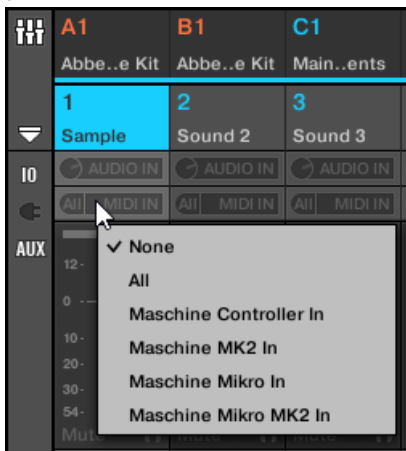 A1 B1 C1
Abbe..e Kit Abbe..e Kit Main..ents
1 2 3
Sample Sound 2 Sound 3
IO AUDIO IN AUDIO IN AUDIO IN
All MIDI IN All MIDI IN All MIDI IN
AUX
✓ None
12-
All
0
Maschine Controller In
10-
Maschine MK2 In
20-
Maschine Mikro In
30-
54-
Maschine Mikro MK2 In
Mute Mute Mute